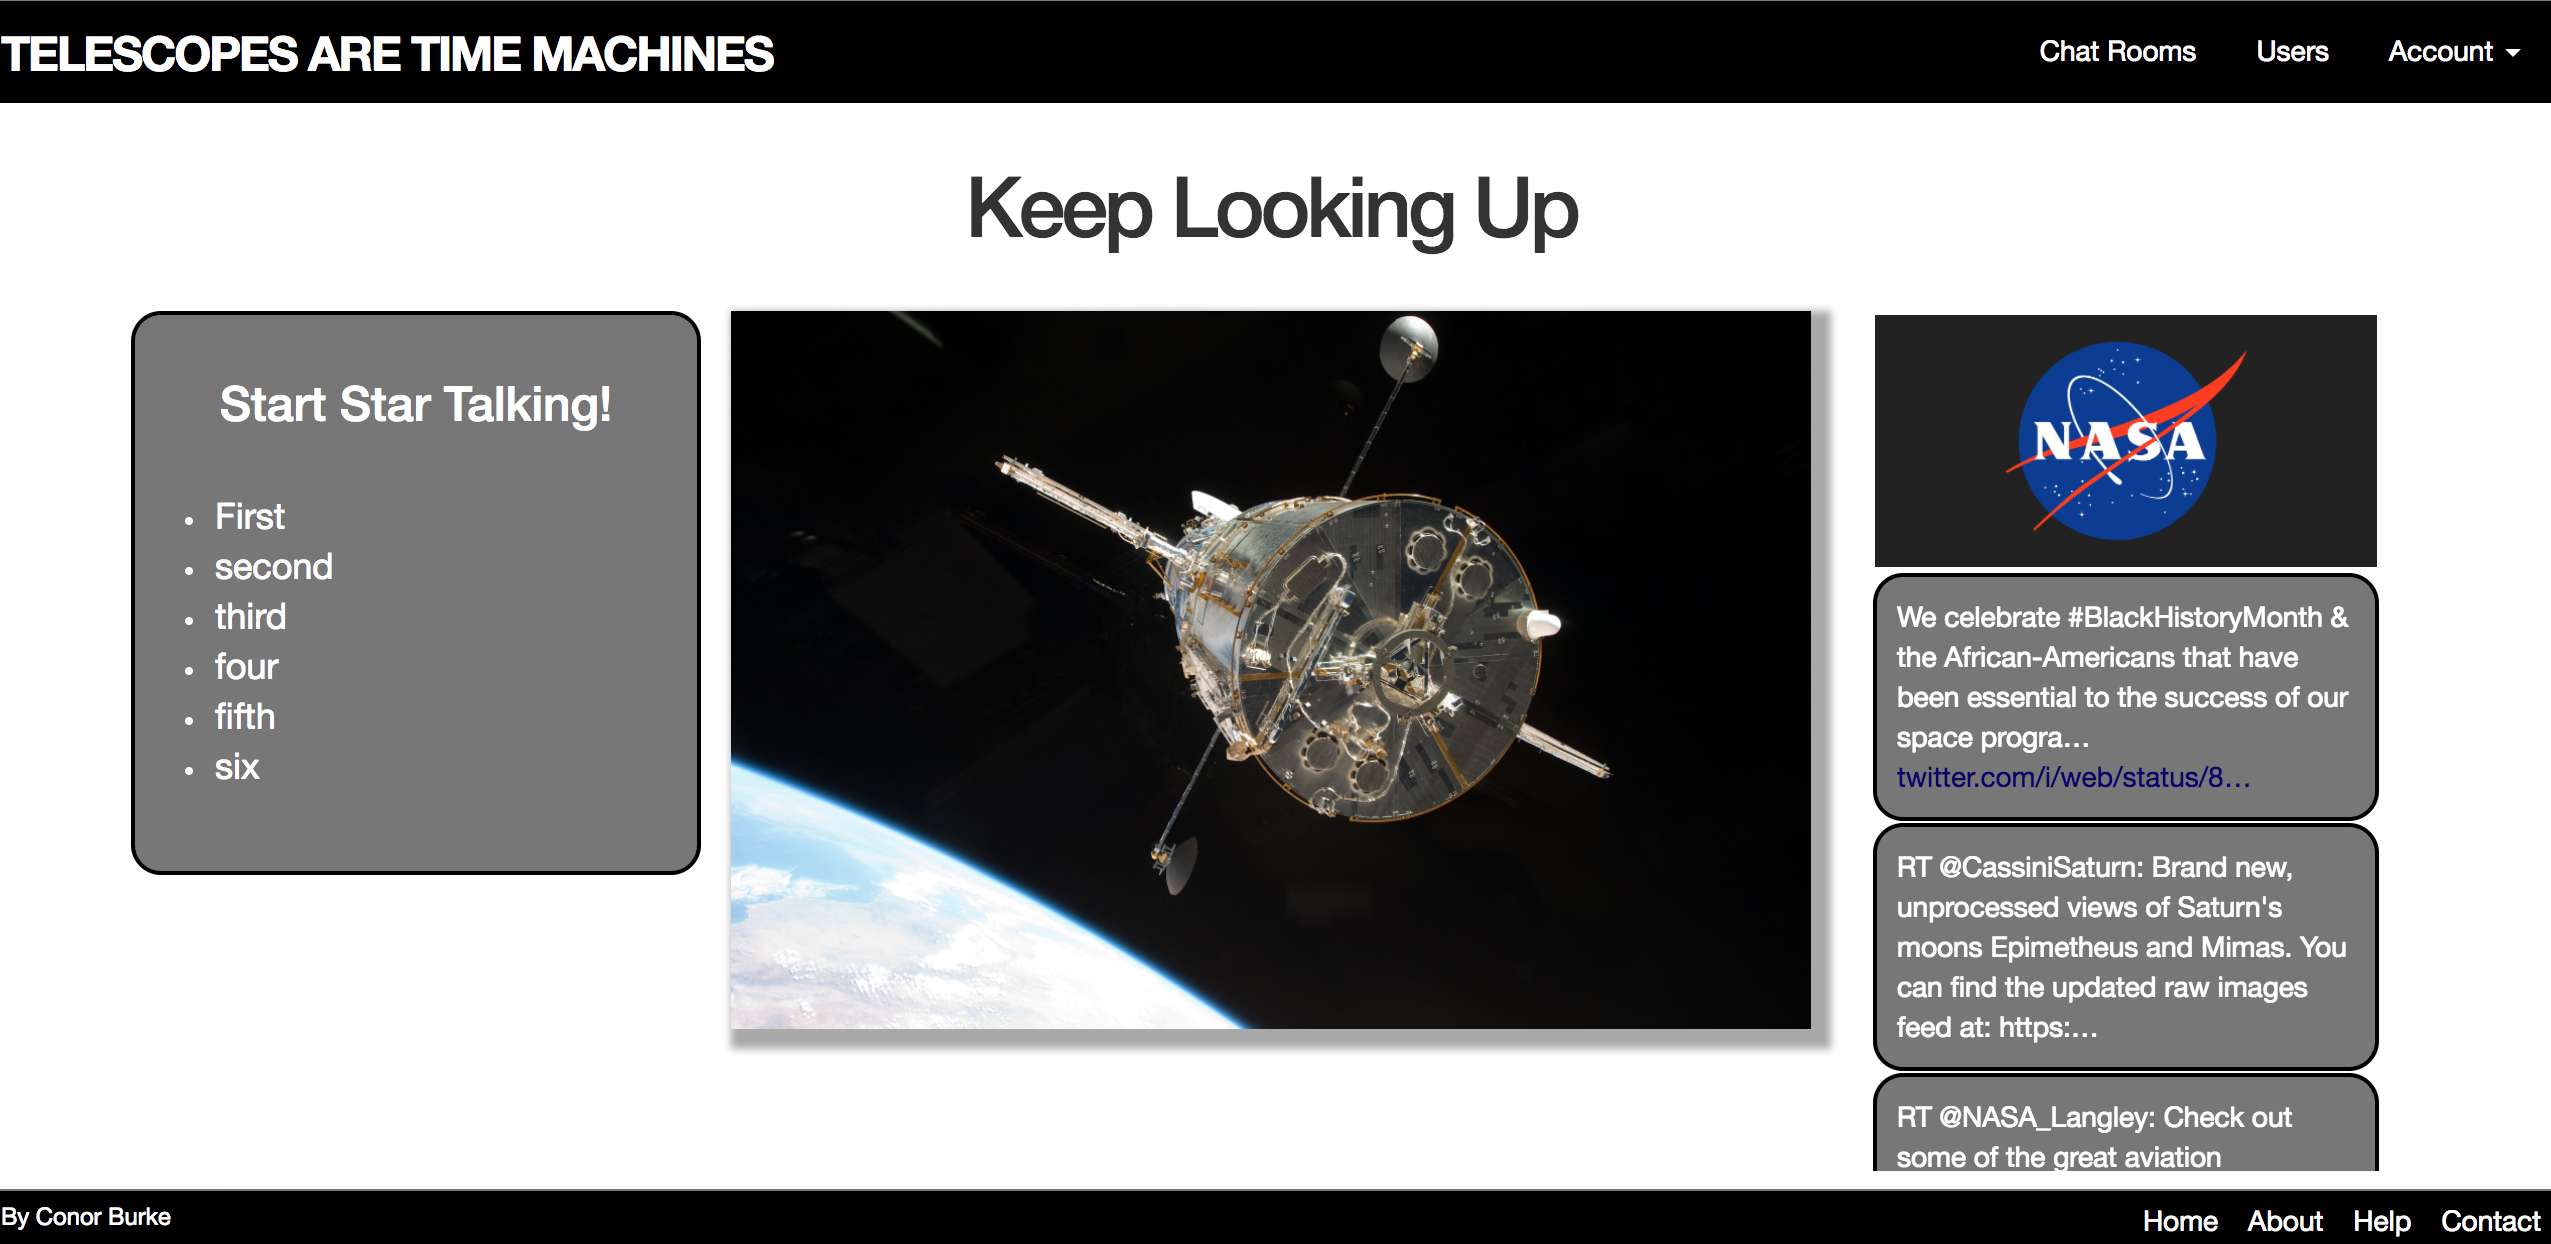 TELESCOPES ARE TIME MACHINES
Chat Rooms Users Account
Keep Looking Up
Start Star Talking!
First
second
third
four
fifth
six
NASA
We celebrate #BlackHistoryMonth &
the African-Americans that have
been essential to the success of our
space progra…
twitter.com/i/web/status/8…
RT @CassiniSaturn: Brand new,
unprocessed views of Saturn's
moons Epimetheus and Mimas. You
can find the updated raw images
feed at: https:…
RT @NASA_Langley: Check out
some of the great aviation
By Conor Burke
Home About Help Contact